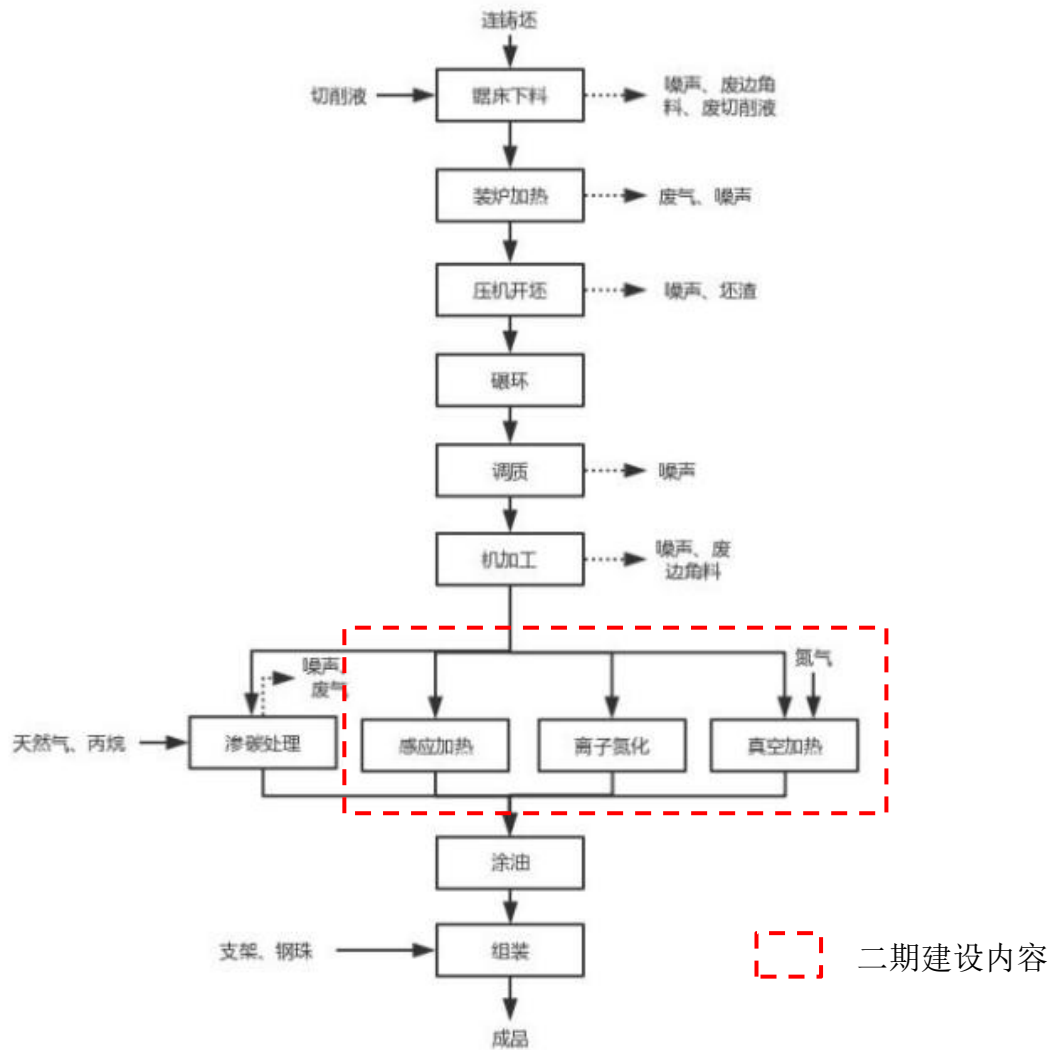 连铸坯
切削液
锯床下料
噪声、废边角
料、废切削液
装炉加热
废气、噪声
压机开坯
噪声、坯渣
碾环
调质
噪声
机加工
噪声、废
边角料
噪声、
废气
氮气
天然气、丙烷
渗碳处理
感应加热
离子氮化
真空加热
涂油
支架、钢珠
组装
二期建设内容
成品